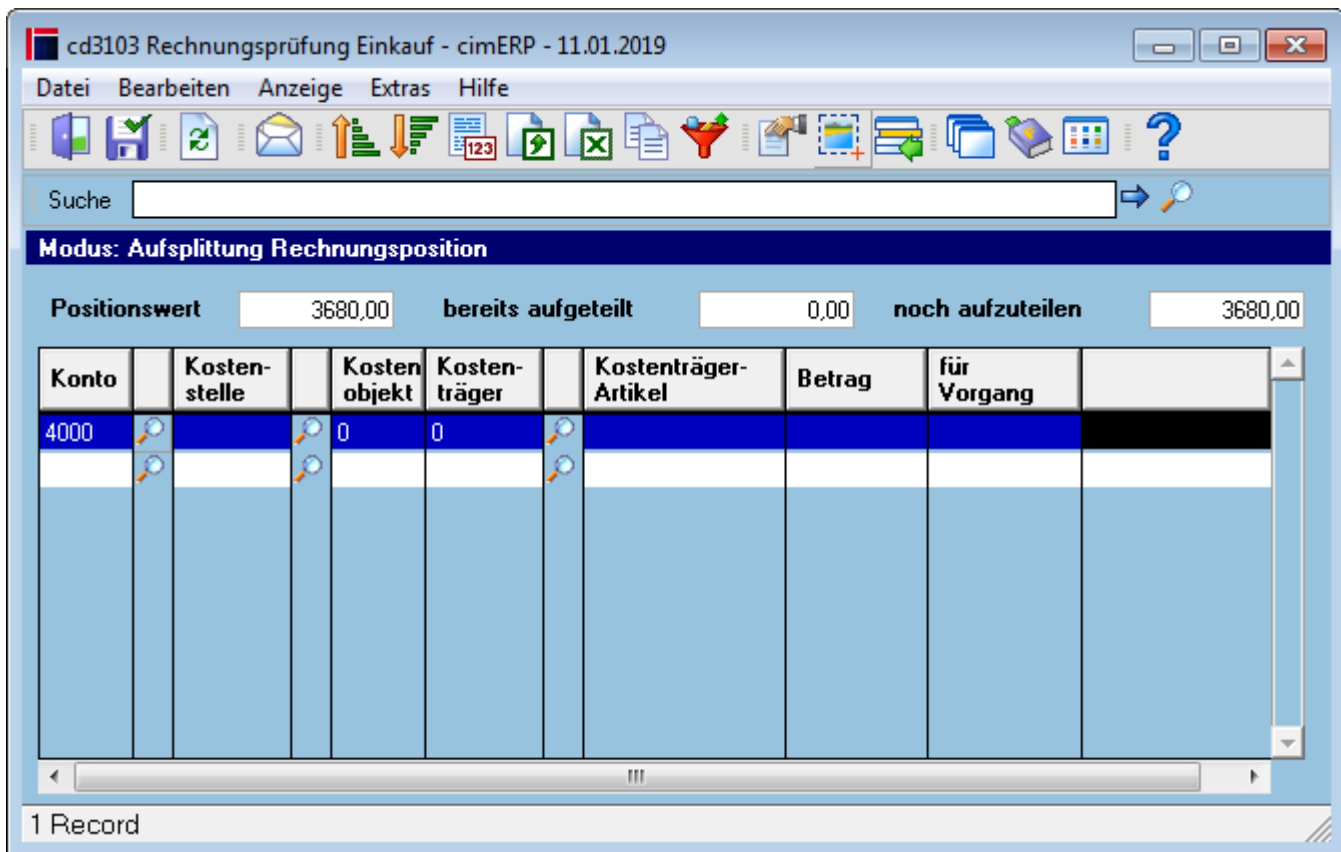 cd3103 Rechnungsprüfung Einkauf - cimERP - 11.01.2019
Datei Bearbeiten Anzeige Extras Hilfe
123
Suche
Modus: Aufsplittung Rechnungsposition
Positionswert 3680,00 bereits aufgeteilt 0,00 noch aufzuteilen 3680,00
Konto Kosten- Kosten Kosten- Kostenträger- Betrag für
stelle objekt träger Artikel Vorgang
4000 0 0
1 Record